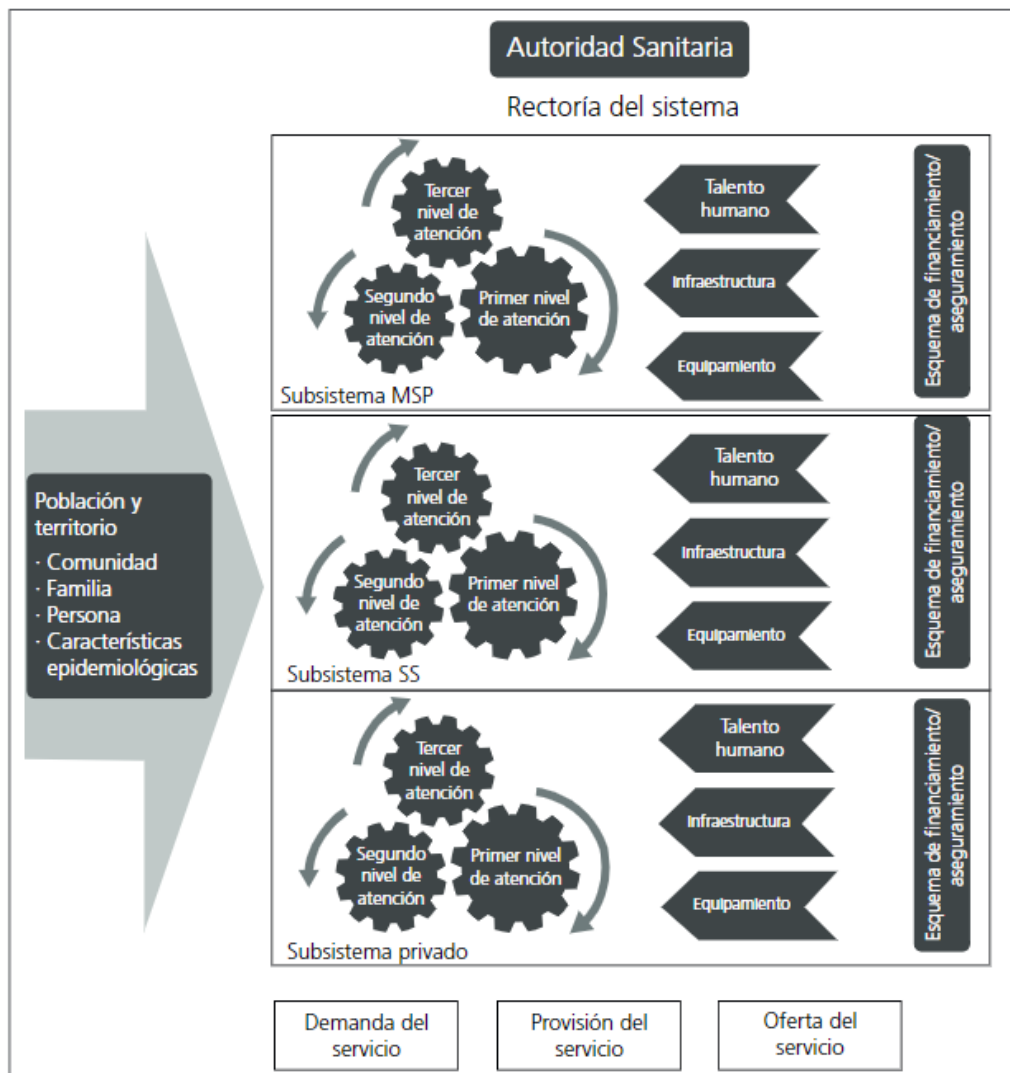 Autoridad Sanitaria
Rectoría del sistema
Población y
territorio
· Comunidad
· Familia
· Persona
· Características
epidemiológicas
Tercer
nivel de
atención
Segundo
nivel de
atención
Primer nivel
de atención
Subsistema MSP
Talento
humano
Infraestructura
Equipamiento
Esquema de financiamiento/
aseguramiento
Tercer
nivel de
atención
Segundo
nivel de
atención
Primer nivel
de atención
Subsistema SS
Talento
humano
Infraestructura
Equipamiento
Esquema de financiamiento/
aseguramiento
Tercer
nivel de
atención
Segundo
nivel de
atención
Primer nivel
de atención
Subsistema privado
Talento
humano
Infraestructura
Equipamiento
Esquema de financiamiento/
aseguramiento
Demanda del
servicio
Provisión del
servicio
Oferta del
servicio